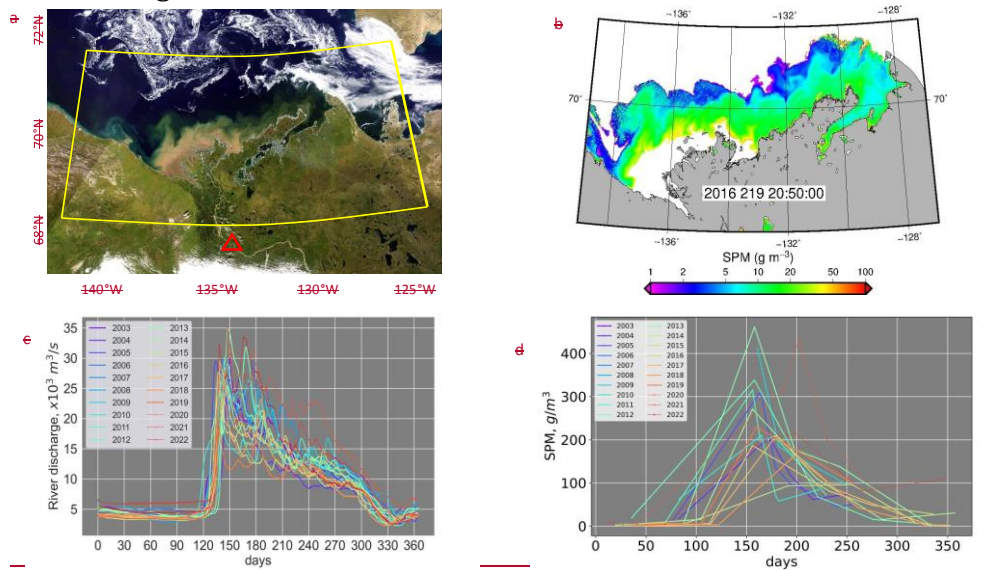 a
72°N
70°N
68°N
140°W 135°W 130°W 125°W
b
−136° −132° −128°
70° 70°
2016 219 20:50:00
−136° −132° −128°
SPM (g m⁻³)
1 2 5 10 20 50 100
c
River discharge, x10³ m³/s
35
30
25
20
15
10
5
2003 2013
2004 2014
2005 2015
2006 2016
2007 2017
2008 2018
2009 2019
2010 2020
2011 2021
2012 2022
0 30 60 90 120 150 180 210 240 270 300 330 360
days
d
SPM, g/m³
400
300
200
100
0
2003 2013
2004 2014
2005 2015
2006 2016
2007 2017
2008 2018
2009 2019
2010 2020
2011 2021
2012 2022
0 50 100 150 200 250 300 350
days